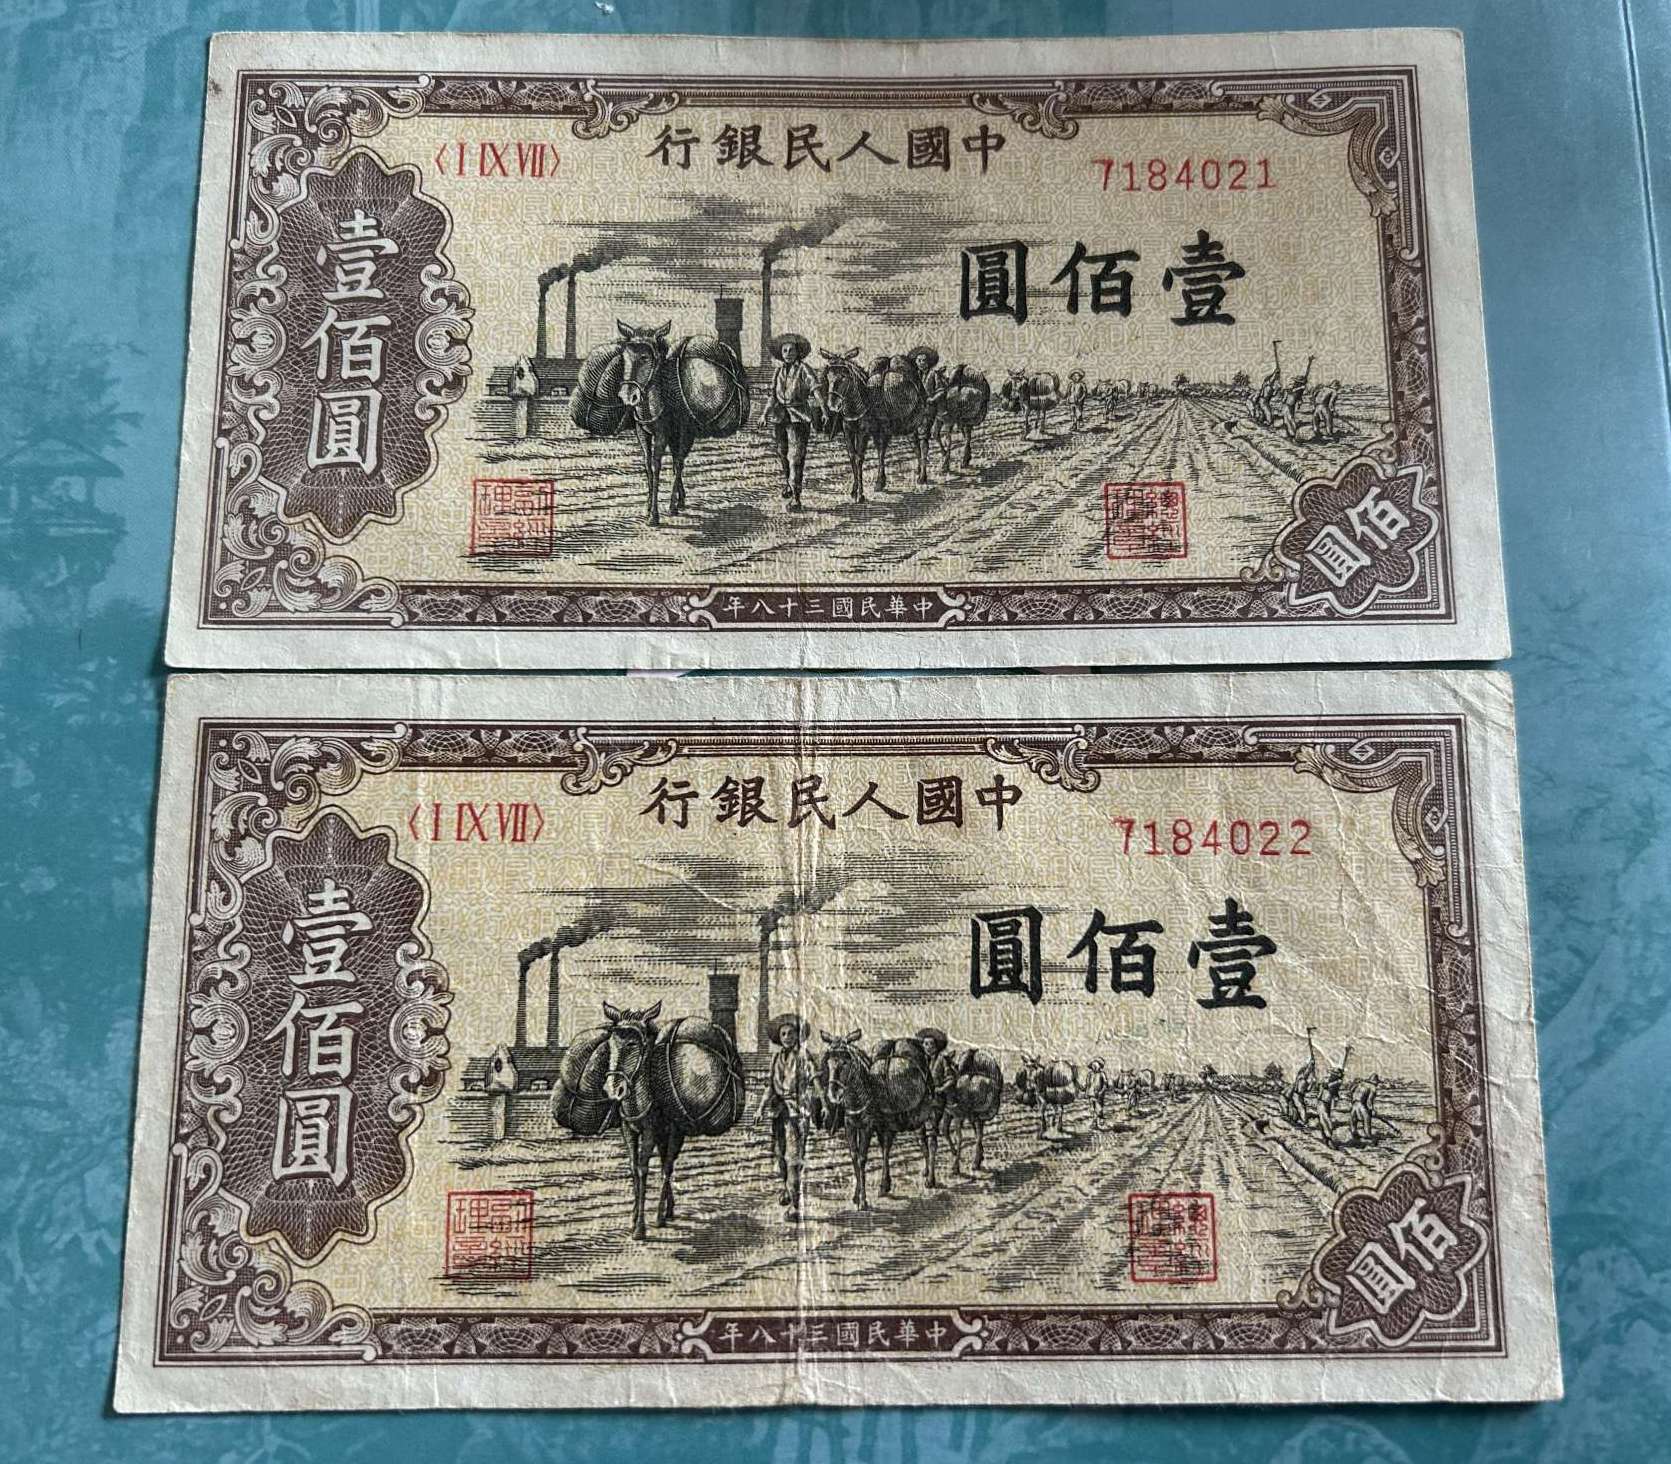 中國人民銀行
〈I IX VII〉
7184021
壹佰圓
壹佰圓
佰圓
中華民國三十八年
中國人民銀行
〈I IX VII〉
7184022
壹佰圓
壹佰圓
佰圓
中華民國三十八年